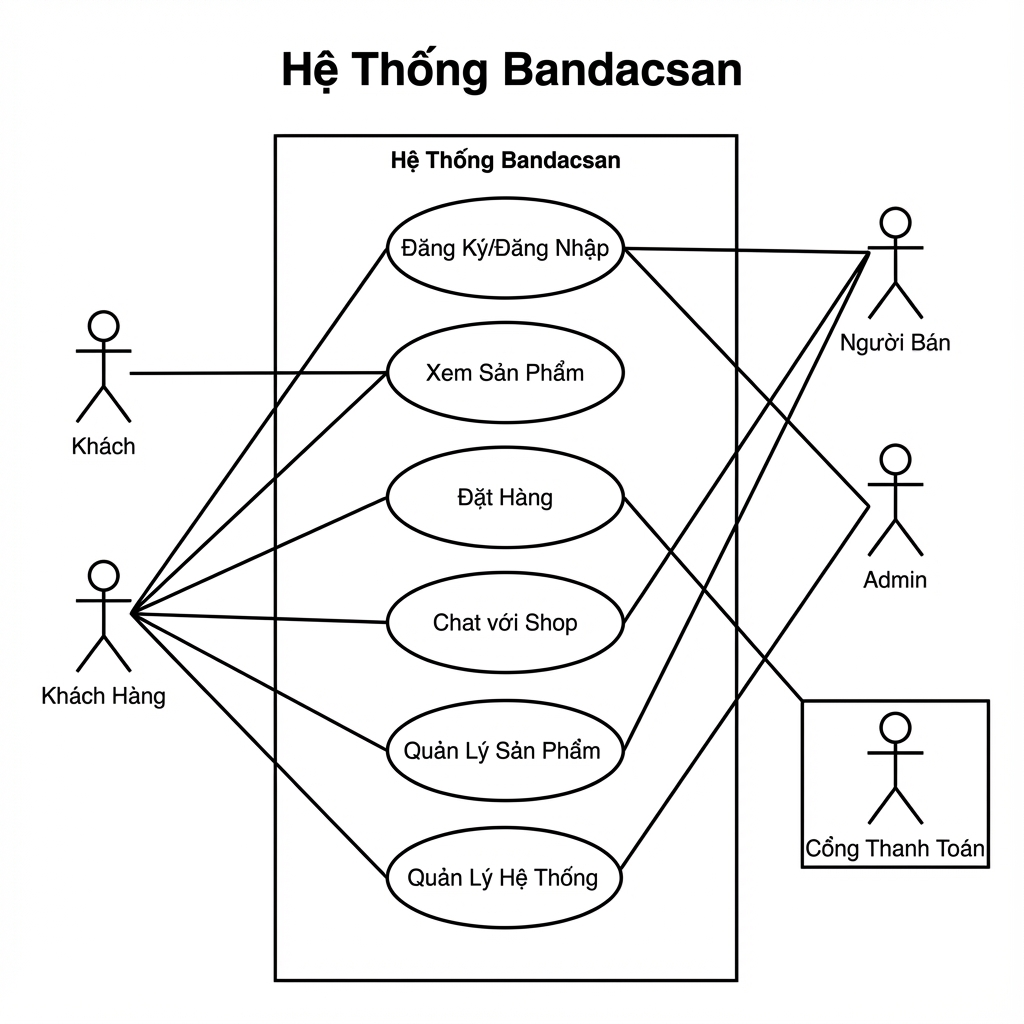 Hệ Thống Bandacsan
Hệ Thống Bandacsan
Đăng Ký/Đăng Nhập
Xem Sản Phẩm
Đặt Hàng
Chat với Shop
Quản Lý Sản Phẩm
Quản Lý Hệ Thống
Khách
Khách Hàng
Người Bán
Admin
Cổng Thanh Toán